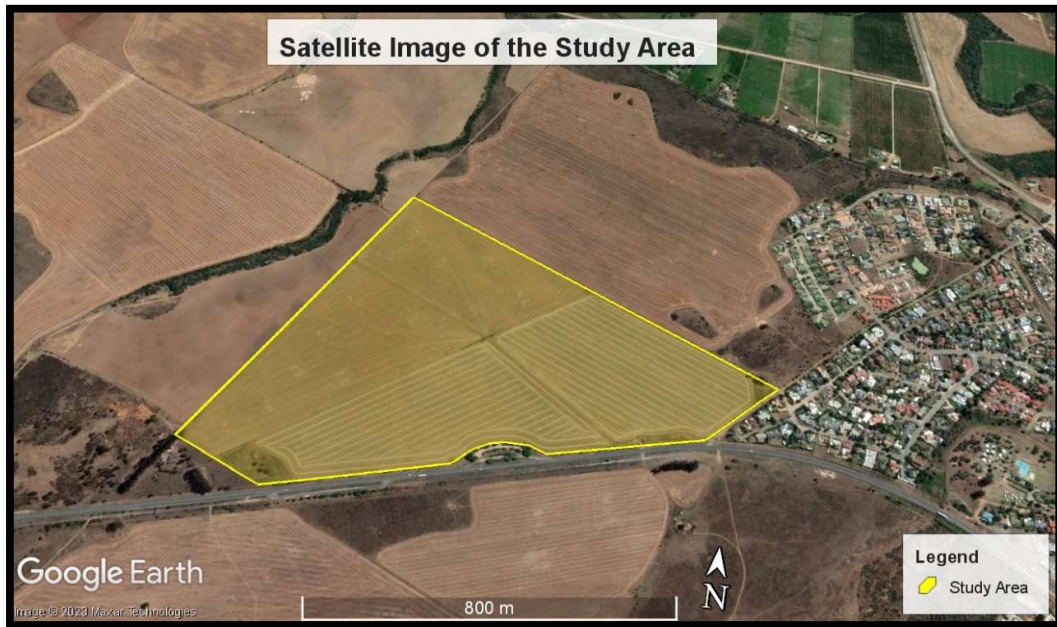 Satellite Image of the Study Area
Legend
Study Area
N
800 m
Google Earth
Image © 2023 Maxar Technologies